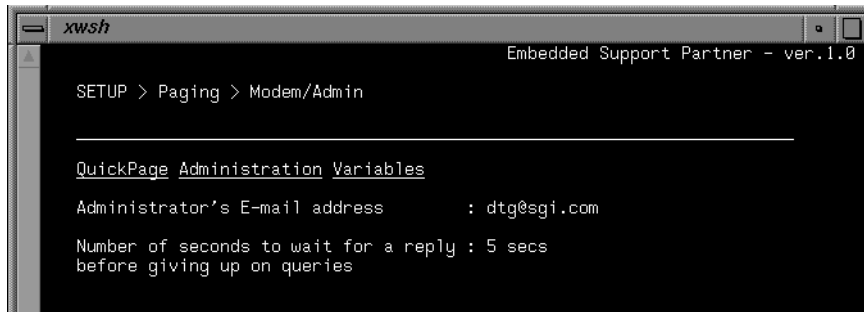 xwsh
Embedded Support Partner - ver.1.0
SETUP > Paging > Modem/Admin
QuickPage Administration Variables
Administrator's E-mail address : dtg@sgi.com
Number of seconds to wait for a reply : 5 secs
before giving up on queries